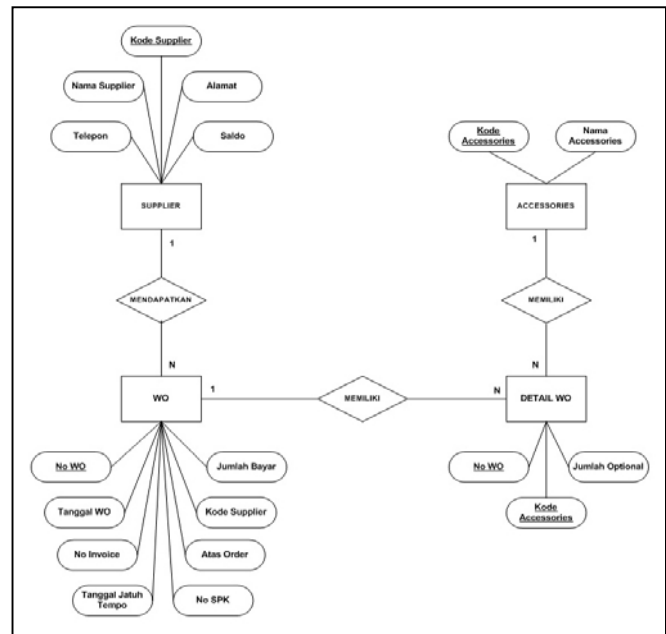 Kode Supplier
Nama Supplier
Alamat
Telepon
Saldo
Kode
Accessories
Nama
Accessories
SUPPLIER
ACCESSORIES
1
1
MENDAPATKAN
MEMILIKI
N
N
WO
1
MEMILIKI
N
DETAIL WO
No WO
Jumlah Bayar
No WO
Jumlah Optional
Tanggal WO
Kode Supplier
Kode
Accessories
No Invoice
Atas Order
Tanggal Jatuh
Tempo
No SPK